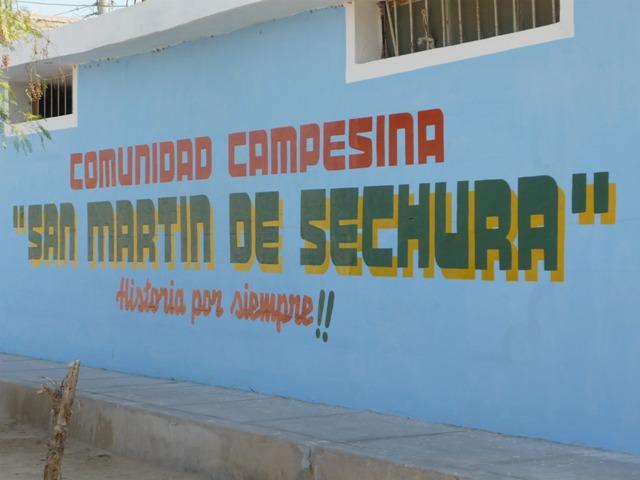 COMUNIDAD CAMPESINA
"SAN MARTIN DE SECHURA"
Historia por siempre!!